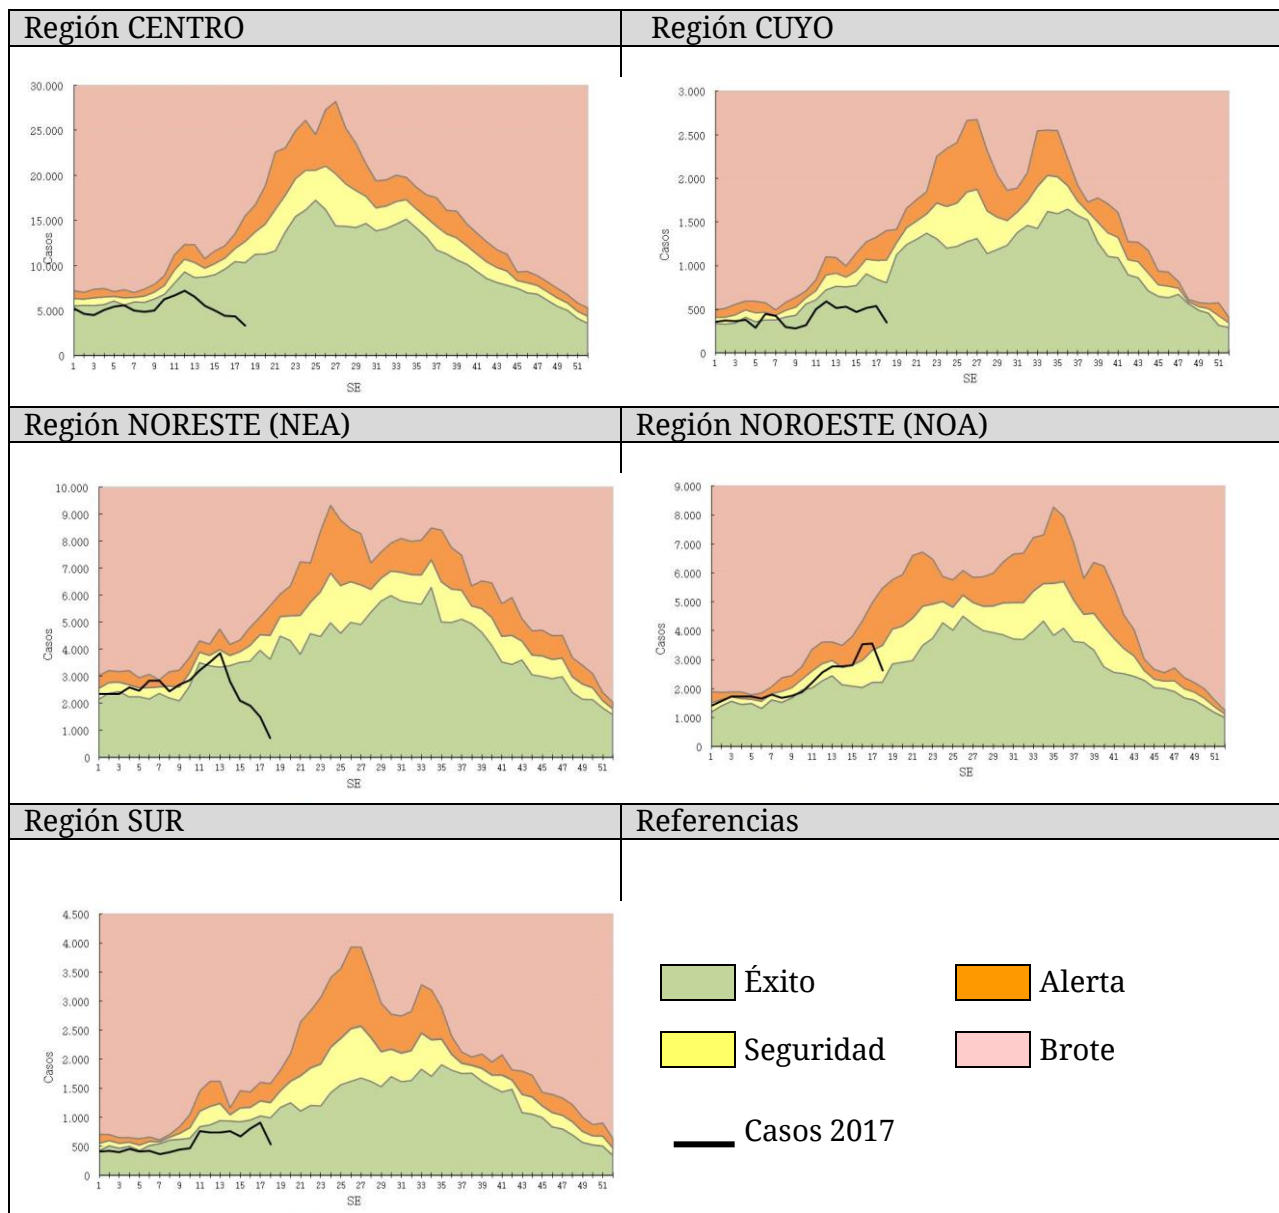 Región CENTRO
Región CUYO
30.000
25.000
20.000
15.000
10.000
5.000
0
Casos
1 3 5 7 9 11 13 15 17 19 21 23 25 27 29 31 33 35 37 39 41 43 45 47 49 51
SE
3.000
2.500
2.000
1.500
1.000
500
0
Casos
1 3 5 7 9 11 13 15 17 19 21 23 25 27 29 31 33 35 37 39 41 43 45 47 49 51
SE
Región NORESTE (NEA)
Región NOROESTE (NOA)
10.000
9.000
8.000
7.000
6.000
5.000
4.000
3.000
2.000
1.000
0
Casos
1 3 5 7 9 11 13 15 17 19 21 23 25 27 29 31 33 35 37 39 41 43 45 47 49 51
SE
9.000
8.000
7.000
6.000
5.000
4.000
3.000
2.000
1.000
0
Casos
1 3 5 7 9 11 13 15 17 19 21 23 25 27 29 31 33 35 37 39 41 43 45 47 49 51
SE
Región SUR
Referencias
4.500
4.000
3.500
3.000
2.500
2.000
1.500
1.000
500
0
Casos
1 3 5 7 9 11 13 15 17 19 21 23 25 27 29 31 33 35 37 39 41 43 45 47 49 51
SE
Éxito
Alerta
Seguridad
Brote
Casos 2017